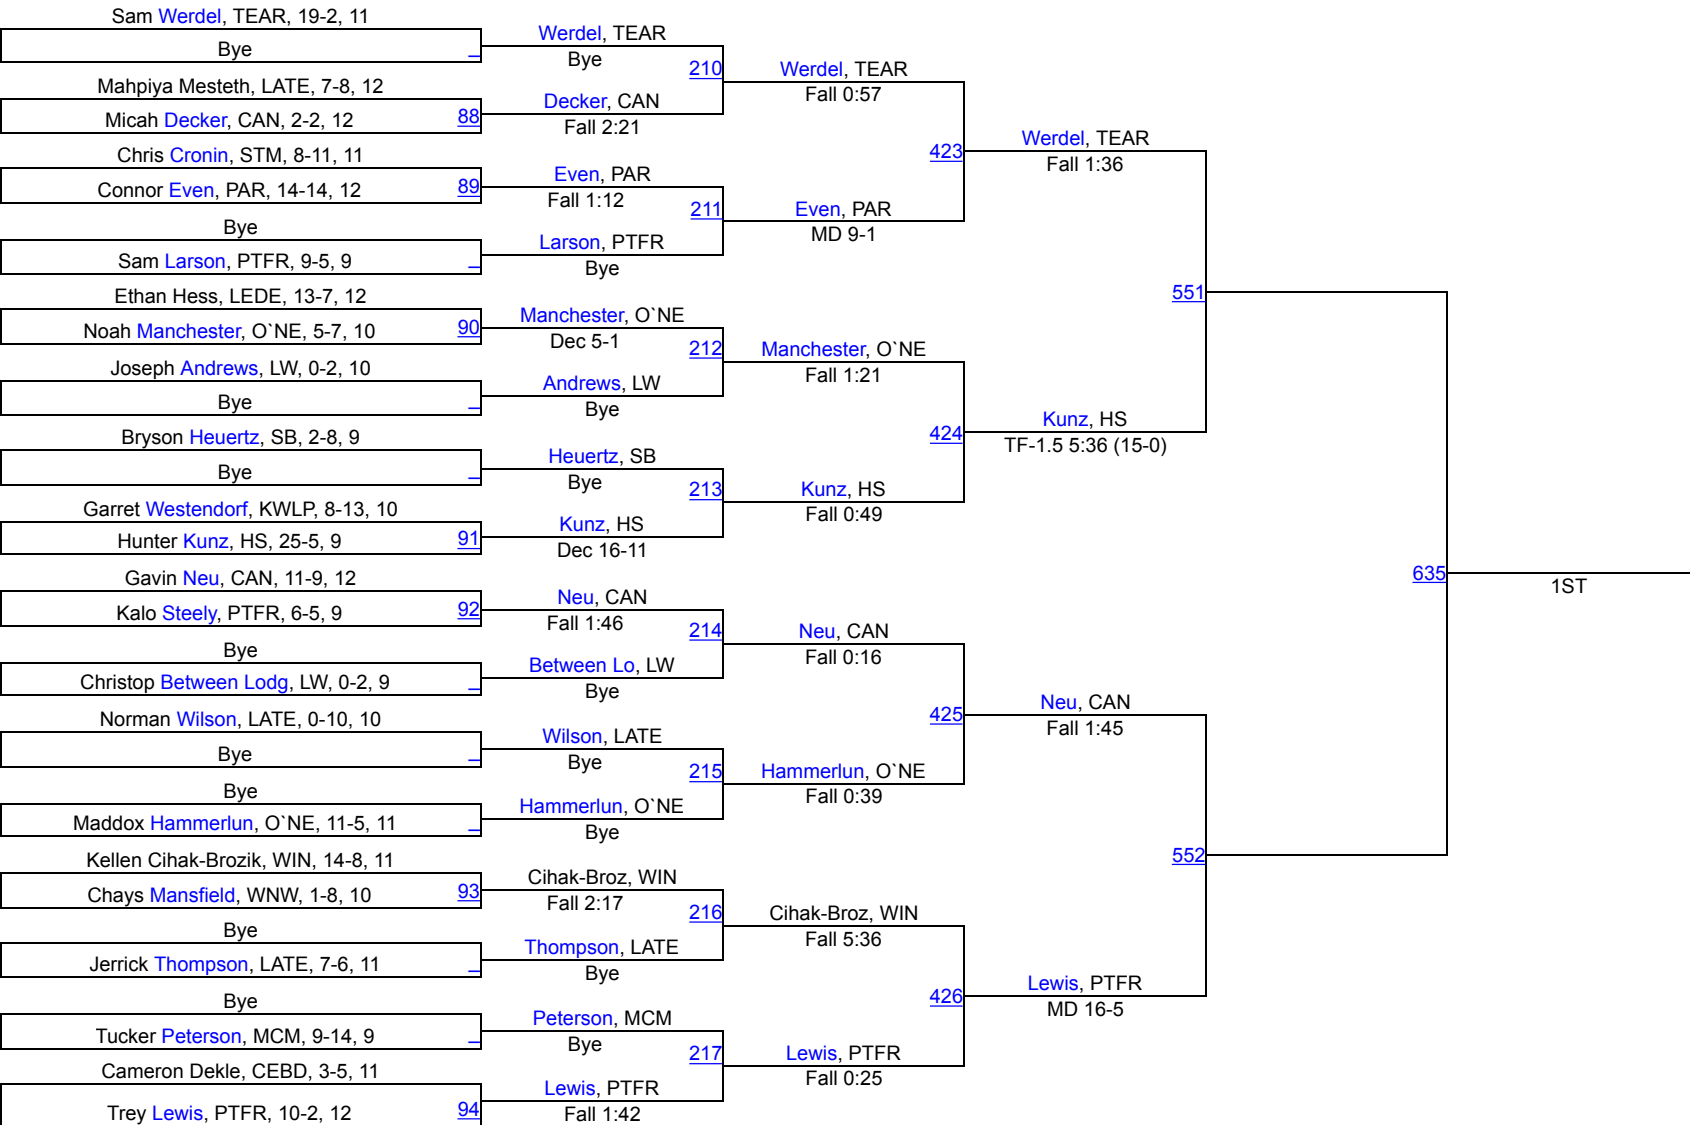 Sam Werdel, TEAR, 19-2, 11
Bye
Mahpiya Mesteth, LATE, 7-8, 12
Micah Decker, CAN, 2-2, 12
88
Chris Cronin, STM, 8-11, 11
Connor Even, PAR, 14-14, 12
89
Bye
Sam Larson, PTFR, 9-5, 9
Ethan Hess, LEDE, 13-7, 12
Noah Manchester, O`NE, 5-7, 10
90
Joseph Andrews, LW, 0-2, 10
Bye
Bryson Heuertz, SB, 2-8, 9
Bye
Garret Westendorf, KWLP, 8-13, 10
Hunter Kunz, HS, 25-5, 9
91
Gavin Neu, CAN, 11-9, 12
Kalo Steely, PTFR, 6-5, 9
92
Bye
Christop Between Lodg, LW, 0-2, 9
Norman Wilson, LATE, 0-10, 10
Bye
Bye
Maddox Hammerlun, O`NE, 11-5, 11
Kellen Cihak-Brozik, WIN, 14-8, 11
Chays Mansfield, WNW, 1-8, 10
93
Bye
Jerrick Thompson, LATE, 7-6, 11
Bye
Tucker Peterson, MCM, 9-14, 9
Cameron Dekle, CEBD, 3-5, 11
Trey Lewis, PTFR, 10-2, 12
94
Werdel, TEAR
Bye
210
Decker, CAN
Fall 2:21
Even, PAR
Fall 1:12
211
Larson, PTFR
Bye
Manchester, O`NE
Dec 5-1
212
Andrews, LW
Bye
Heuertz, SB
Bye
213
Kunz, HS
Dec 16-11
Neu, CAN
Fall 1:46
214
Between Lo, LW
Bye
Wilson, LATE
Bye
215
Hammerlun, O`NE
Bye
Cihak-Broz, WIN
Fall 2:17
216
Thompson, LATE
Bye
Peterson, MCM
Bye
217
Lewis, PTFR
Fall 1:42
Werdel, TEAR
Fall 0:57
423
Even, PAR
MD 9-1
Manchester, O`NE
Fall 1:21
424
Kunz, HS
Fall 0:49
Neu, CAN
Fall 0:16
425
Hammerlun, O`NE
Fall 0:39
Cihak-Broz, WIN
Fall 5:36
426
Lewis, PTFR
Fall 0:25
Werdel, TEAR
Fall 1:36
551
Kunz, HS
TF-1.5 5:36 (15-0)
Neu, CAN
Fall 1:45
552
Lewis, PTFR
MD 16-5
635
1ST